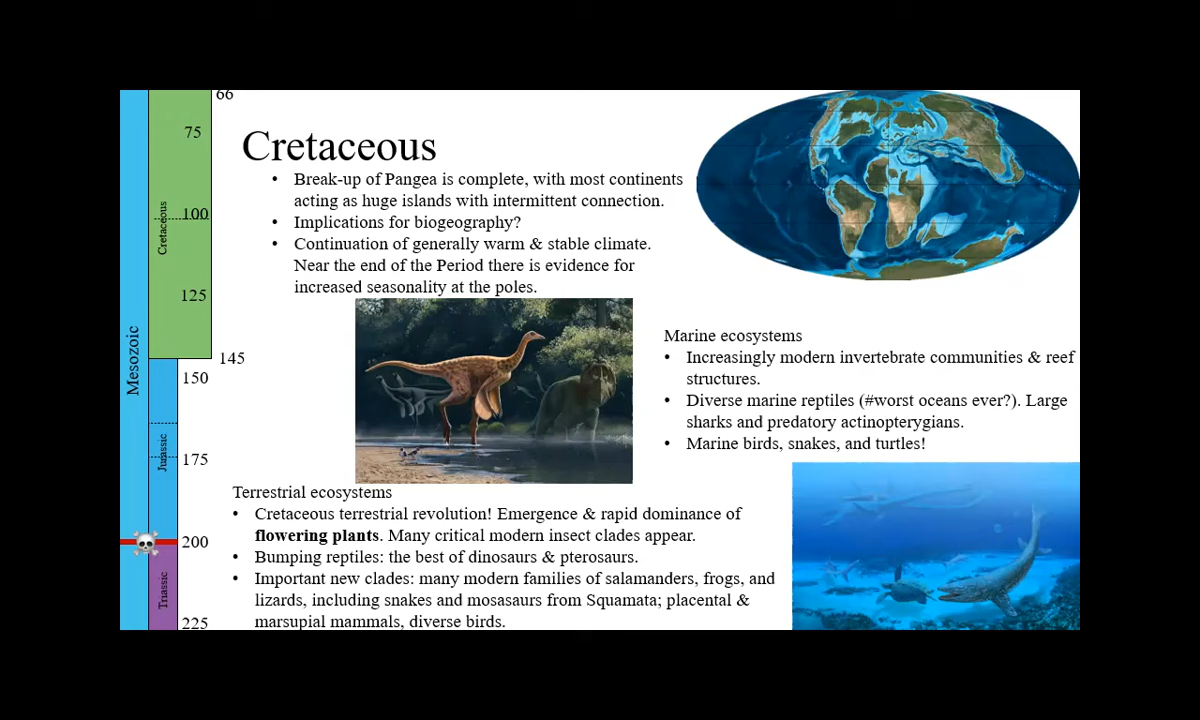 66
75
Cretaceous
100
125
145
Mesozoic
150
Jurassic
175
200
Triassic
225
Cretaceous
• Break-up of Pangea is complete, with most continents
acting as huge islands with intermittent connection.
• Implications for biogeography?
• Continuation of generally warm & stable climate.
Near the end of the Period there is evidence for
increased seasonality at the poles.
Marine ecosystems
• Increasingly modern invertebrate communities & reef
structures.
• Diverse marine reptiles (#worst oceans ever?). Large
sharks and predatory actinopterygians.
• Marine birds, snakes, and turtles!
Terrestrial ecosystems
• Cretaceous terrestrial revolution! Emergence & rapid dominance of
flowering plants. Many critical modern insect clades appear.
• Bumping reptiles: the best of dinosaurs & pterosaurs.
• Important new clades: many modern families of salamanders, frogs, and
lizards, including snakes and mosasaurs from Squamata; placental &
marsupial mammals, diverse birds.